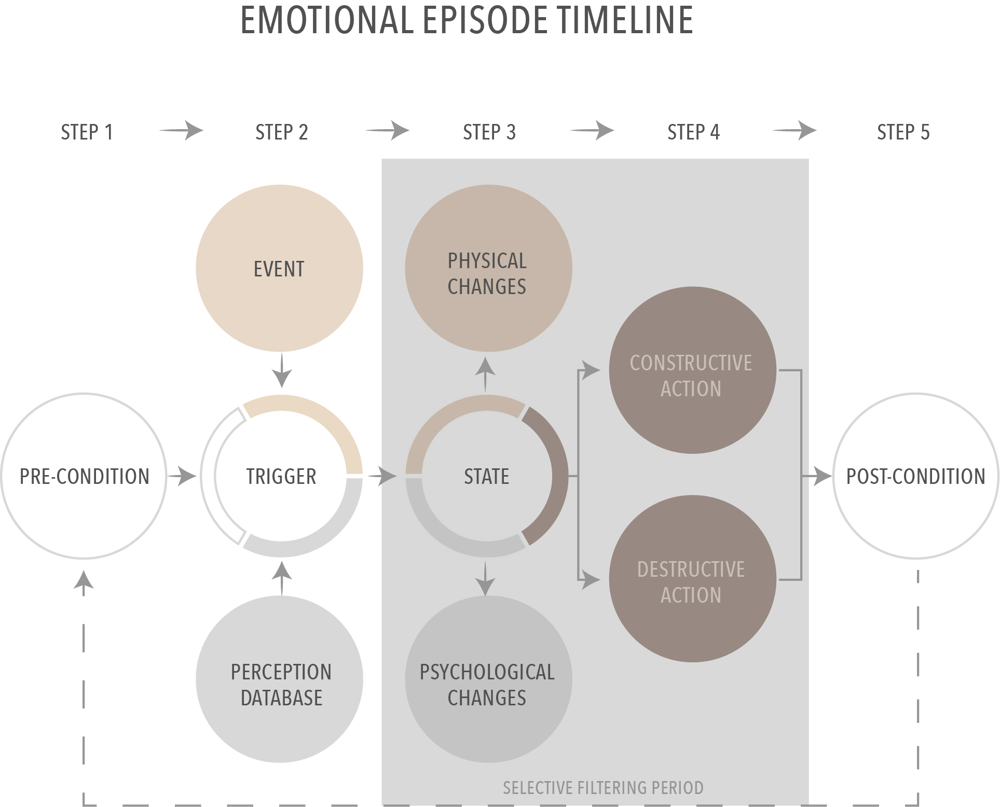 EMOTIONAL EPISODE TIMELINE
STEP 1
STEP 2
STEP 3
STEP 4
STEP 5
EVENT
PHYSICAL
CHANGES
CONSTRUCTIVE
ACTION
PRE-CONDITION
TRIGGER
STATE
POST-CONDITION
DESTRUCTIVE
ACTION
PERCEPTION
DATABASE
PSYCHOLOGICAL
CHANGES
SELECTIVE FILTERING PERIOD